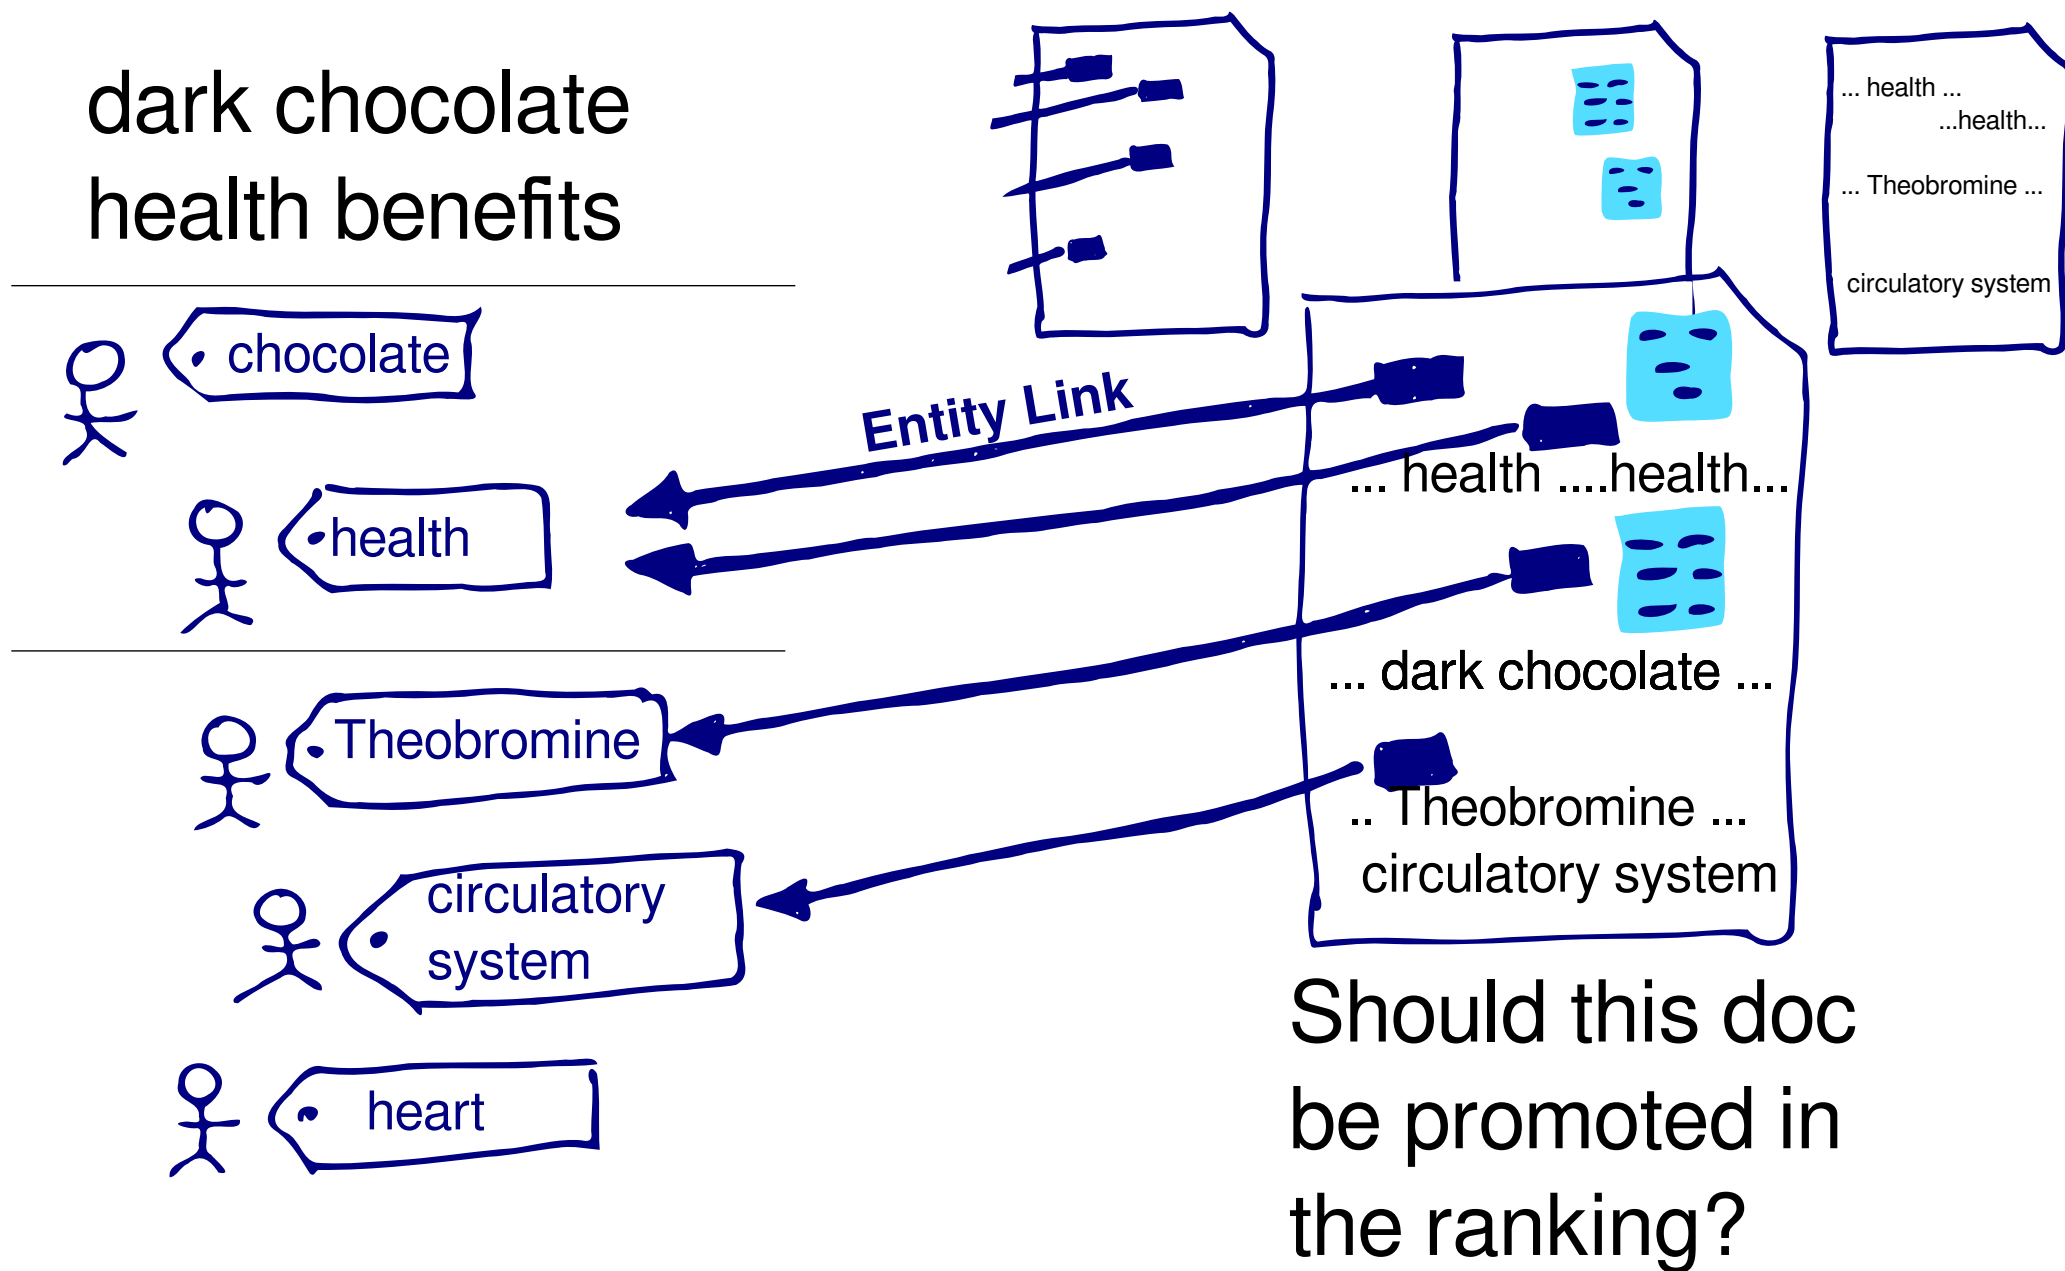 dark chocolate
health benefits
chocolate
health
Theobromine
circulatory
system
heart
Entity Link
... health ...
...health...
... Theobromine ...
circulatory system
... health ....health...
... dark chocolate ...
.. Theobromine ...
circulatory system
Should this doc
be promoted in
the ranking?